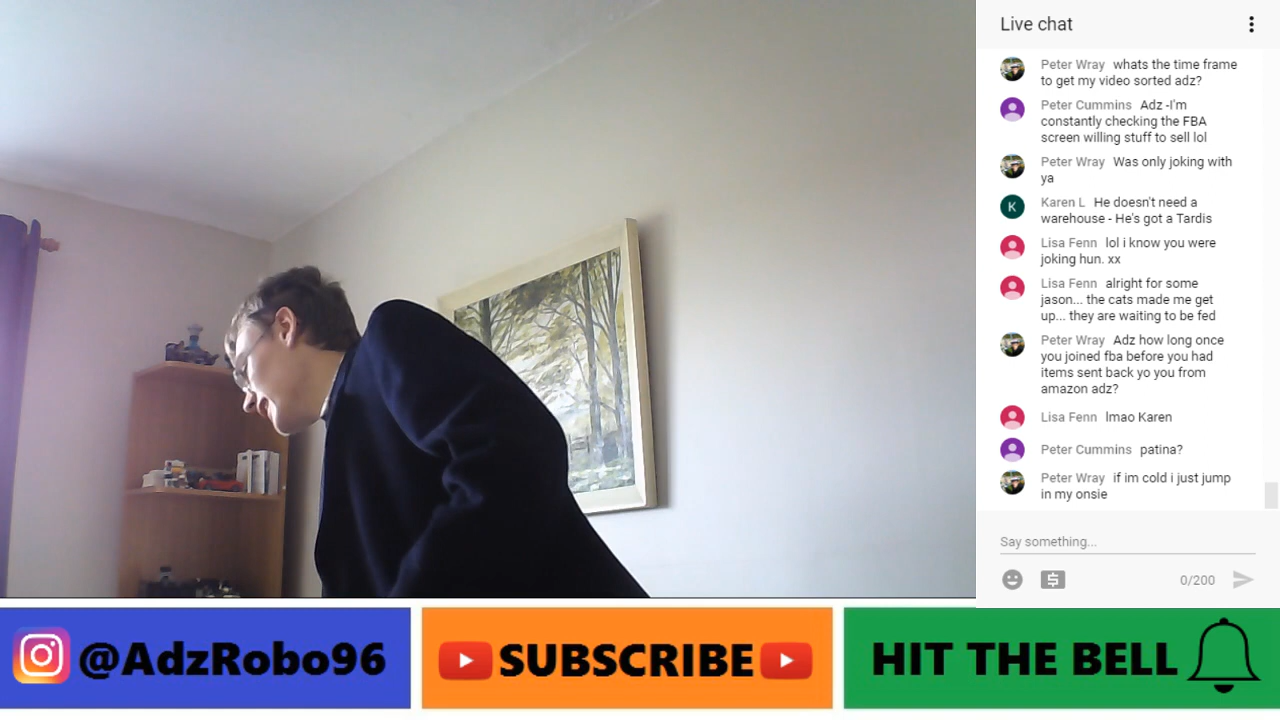 Live chat
Peter Wray whats the time frame
to get my video sorted adz?
Peter Cummins Adz -I'm
constantly checking the FBA
screen willing stuff to sell lol
Peter Wray Was only joking with
ya
K
Karen L He doesn't need a
warehouse - He's got a Tardis
Lisa Fenn lol i know you were
joking hun. xx
Lisa Fenn alright for some
jason... the cats made me get
up... they are waiting to be fed
Peter Wray Adz how long once
you joined fba before you had
items sent back yo you from
amazon adz?
Lisa Fenn lmao Karen
Peter Cummins patina?
Peter Wray if im cold i just jump
in my onsie
Say something...
0/200
@AdzRobo96
SUBSCRIBE
HIT THE BELL